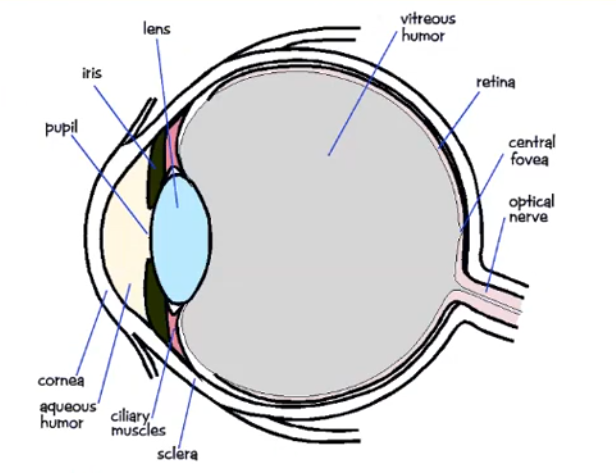 vitreous
humor
lens
iris
retina
pupil
central
fovea
optical
nerve
cornea
aqueous
humor
ciliary
muscles
sclera